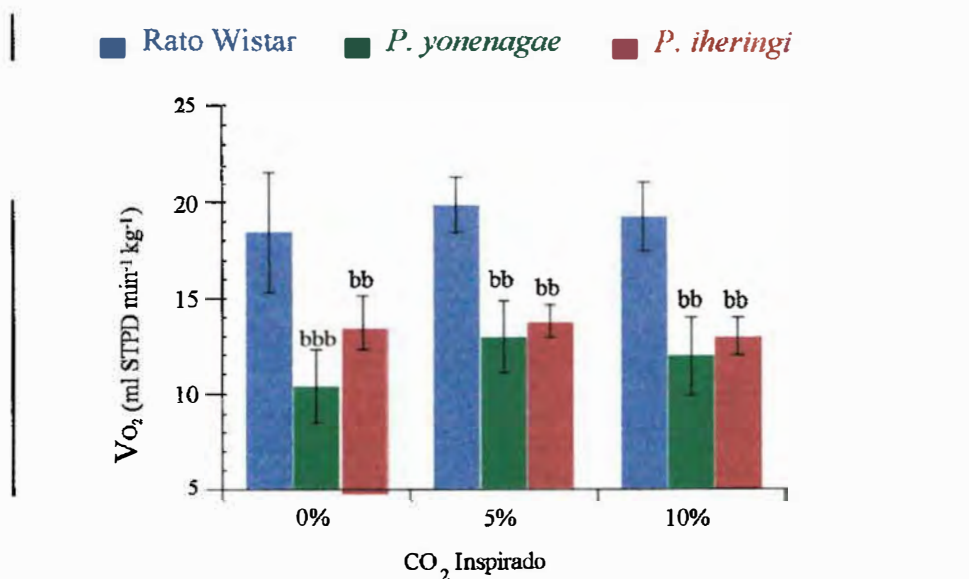 Rato Wistar P. yonenagae P. iheringi
25
20
15
10
5
VO₂ (ml STPD min⁻¹ kg⁻¹)
bbb bb
bb bb
bb bb
0% 5% 10%
CO₂ Inspirado